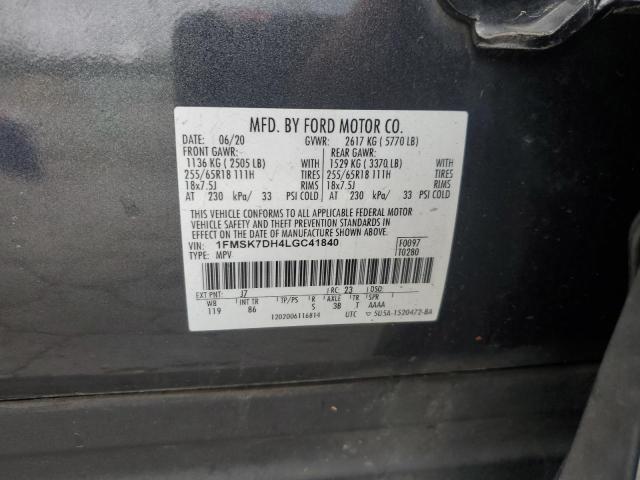 MFD. BY FORD MOTOR CO.
DATE: 06/20 GVWR: 2617 KG ( 5770 LB)
FRONT GAWR: REAR GAWR:
1136 KG ( 2505 LB) WITH 1529 KG ( 3370 LB) WITH
255/65R18 111H TIRES 255/65R18 111H TIRES
18x7.5J RIMS 18x7.5J RIMS
AT 230 kPa/ 33 PSI COLD AT 230 kPa/ 33 PSI COLD
THIS VEHICLE CONFORMS TO ALL APPLICABLE FEDERAL MOTOR
VEHICLE SAFETY AND BUMPER STANDARDS IN EFFECT ON THE
DATE OF MANUFACTURE SHOWN ABOVE.
VIN: 1FMSK7DH4LGC41840 F0097
TYPE: MPV T0280
EXT PNT: J7 RC: 23 DSO:
WB INT TR TP/PS R AXLE TR SPR
119 86 S 3B T AAAA
1202006116814 UTC 5U5A-1520472-BA